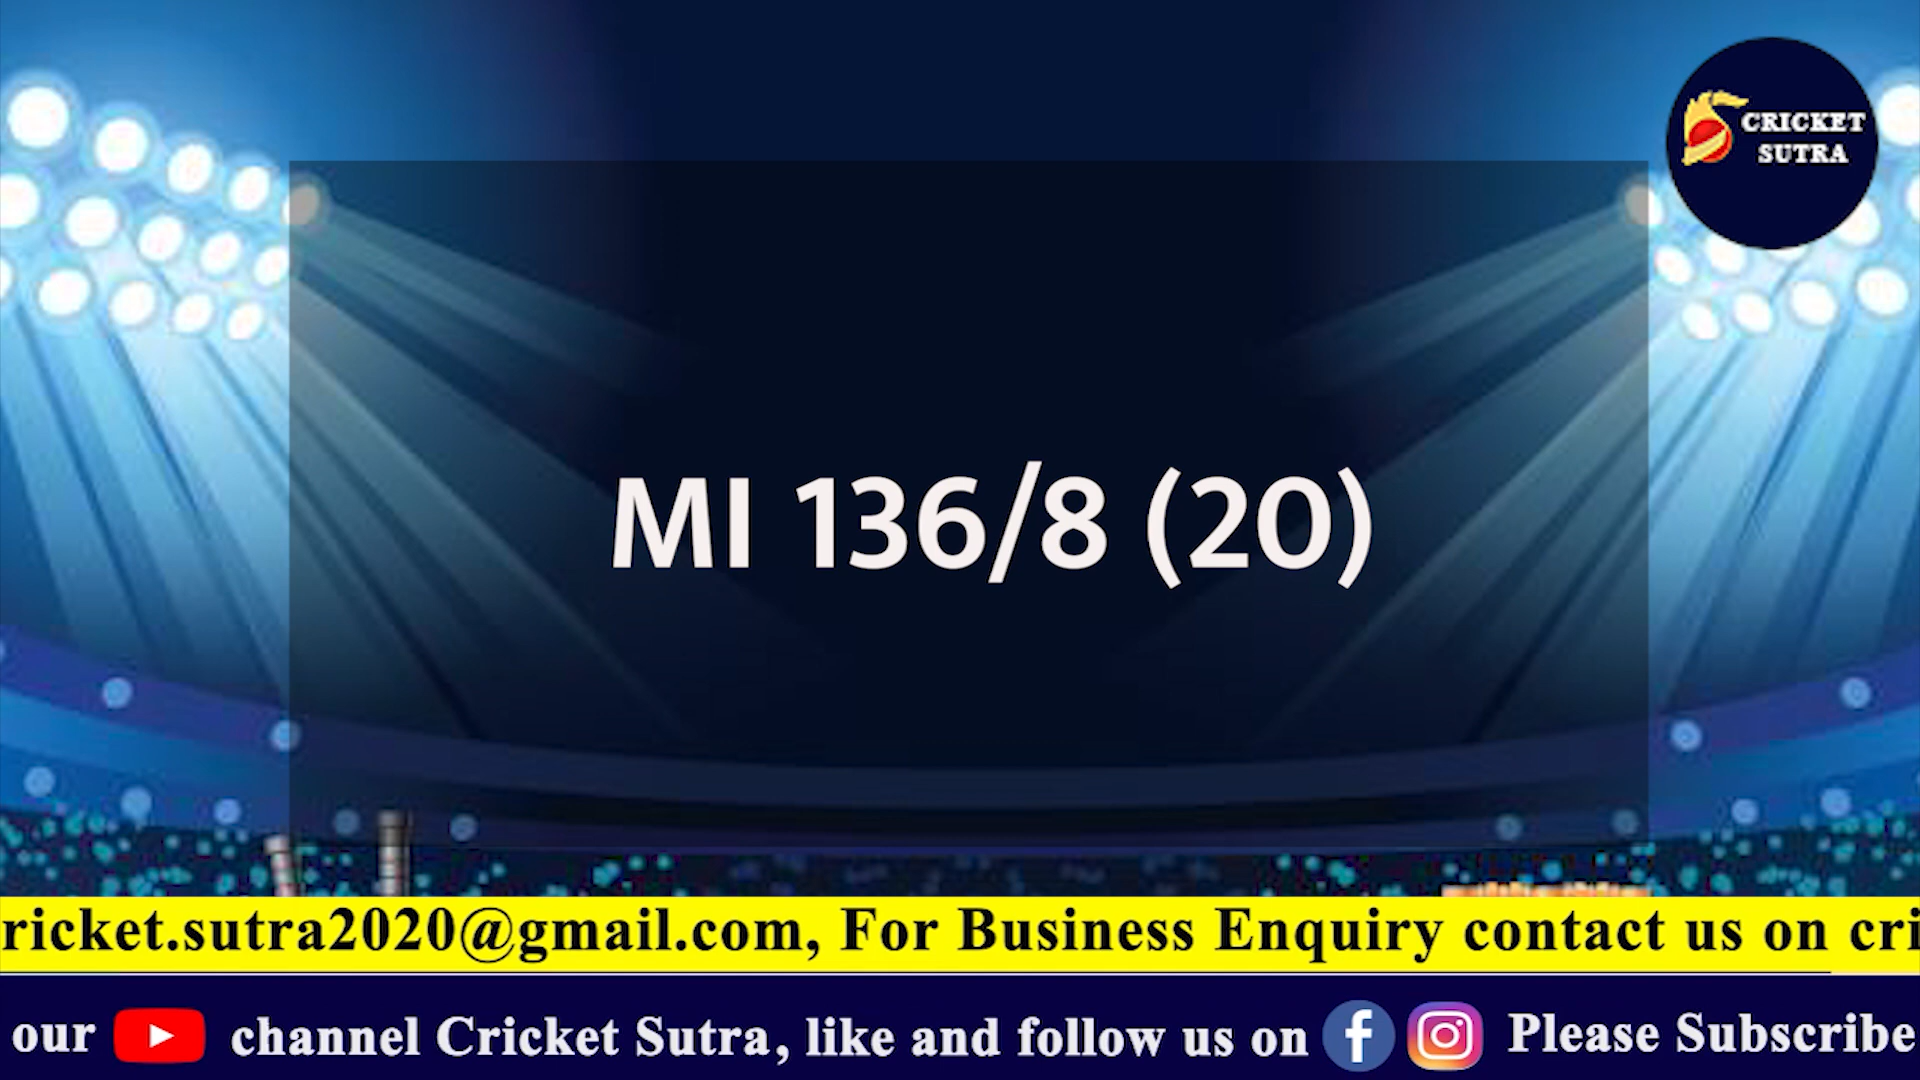 CRICKET
SUTRA
MI 136/8 (20)
ricket.sutra2020@gmail.com, For Business Enquiry contact us on cri
our channel Cricket Sutra, like and follow us on Please Subscribe